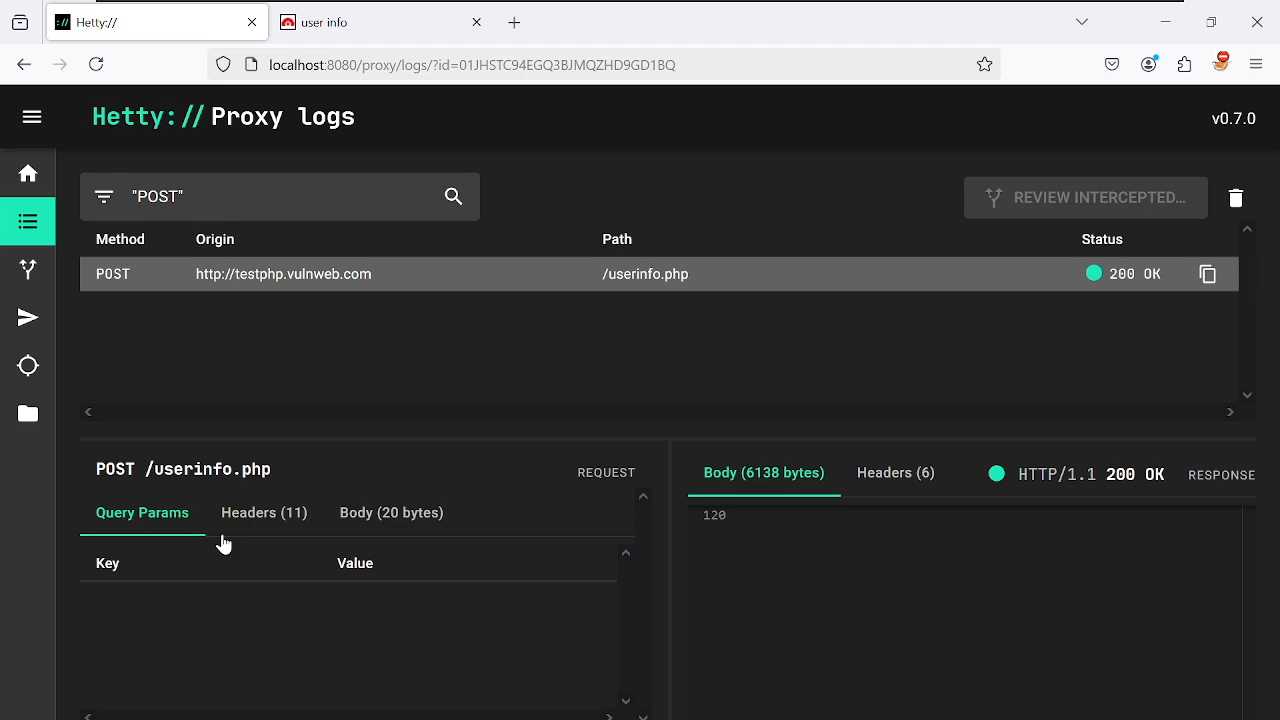 Hetty://
user info
localhost:8080/proxy/logs/?id=01JHSTC94EGQ3BJMQZHD9GD1BQ
Hetty:// Proxy logs
v0.7.0
"POST"
REVIEW INTERCEPTED…
Method Origin Path Status
POST http://testphp.vulnweb.com /userinfo.php 200 OK
POST /userinfo.php
REQUEST
Body (6138 bytes) Headers (6) HTTP/1.1 200 OK RESPONSE
Query Params Headers (11) Body (20 bytes)
120
Key Value